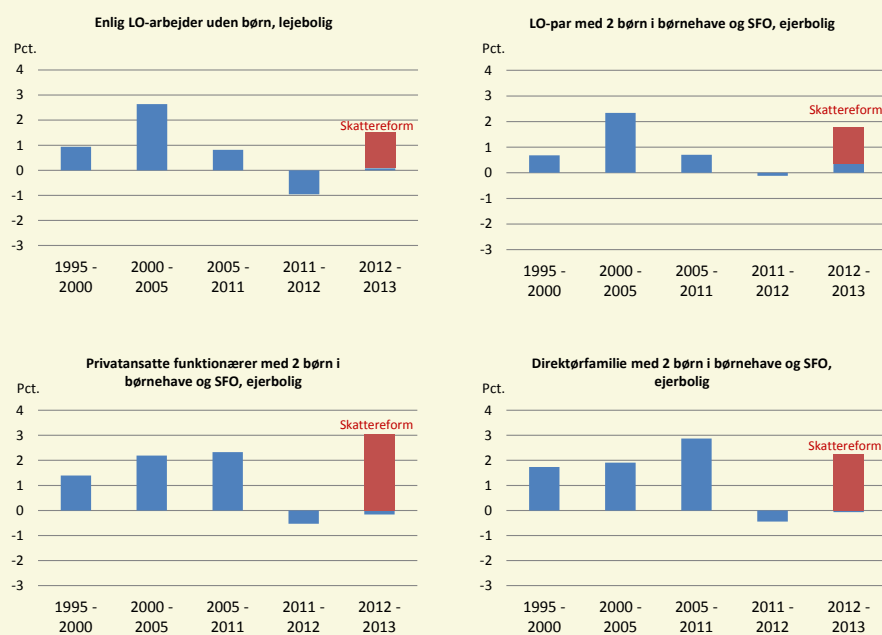 Enlig LO-arbejder uden børn, lejebolig
Pct.
4
3
2
1
0
-1
-2
-3
Skattereform
1995 - 2000 - 2005 - 2011 - 2012 -
2000 2005 2011 2012 2013
LO-par med 2 børn i børnehave og SFO, ejerbolig
Pct.
4
3
2
1
0
-1
-2
-3
Skattereform
1995 - 2000 - 2005 - 2011 - 2012 -
2000 2005 2011 2012 2013
Privatansatte funktionærer med 2 børn i
børnehave og SFO, ejerbolig
Pct.
4
3
2
1
0
-1
-2
-3
Skattereform
1995 - 2000 - 2005 - 2011 - 2012 -
2000 2005 2011 2012 2013
Direktørfamilie med 2 børn i børnehave og SFO,
ejerbolig
Pct.
4
3
2
1
0
-1
-2
-3
Skattereform
1995 - 2000 - 2005 - 2011 - 2012 -
2000 2005 2011 2012 2013